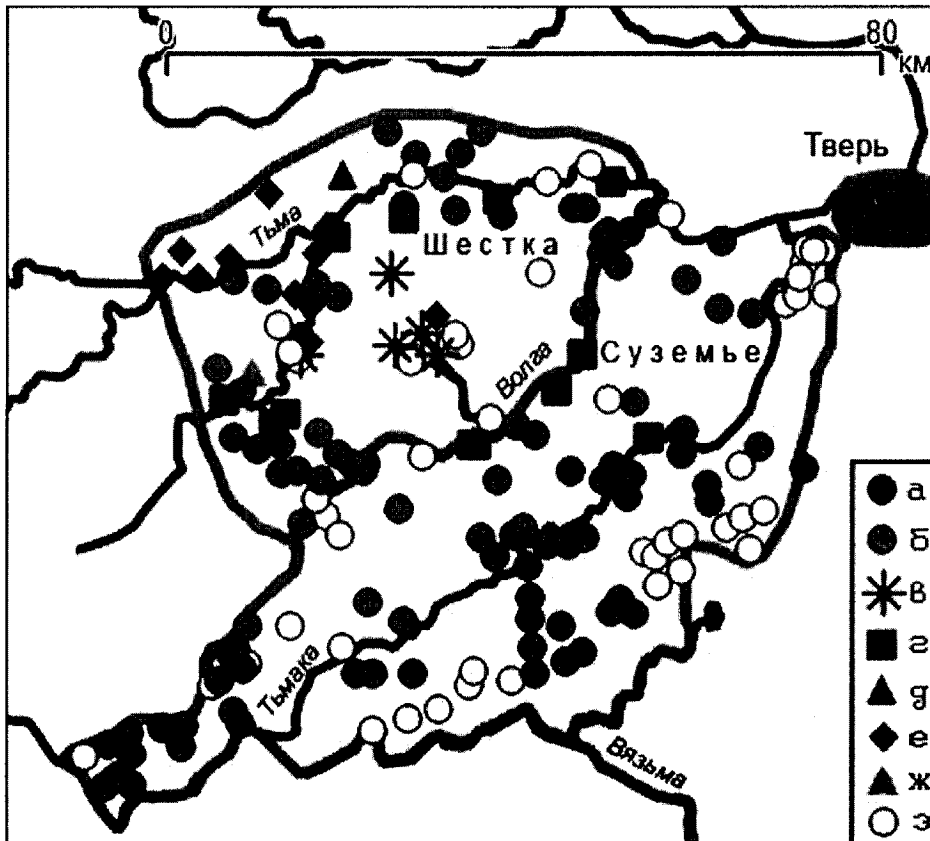 0 80
км
Тверь
Тьма
Шестка
Волга
Суземье
Тьмака
Вязьма
а
б
в
г
д
е
ж
э